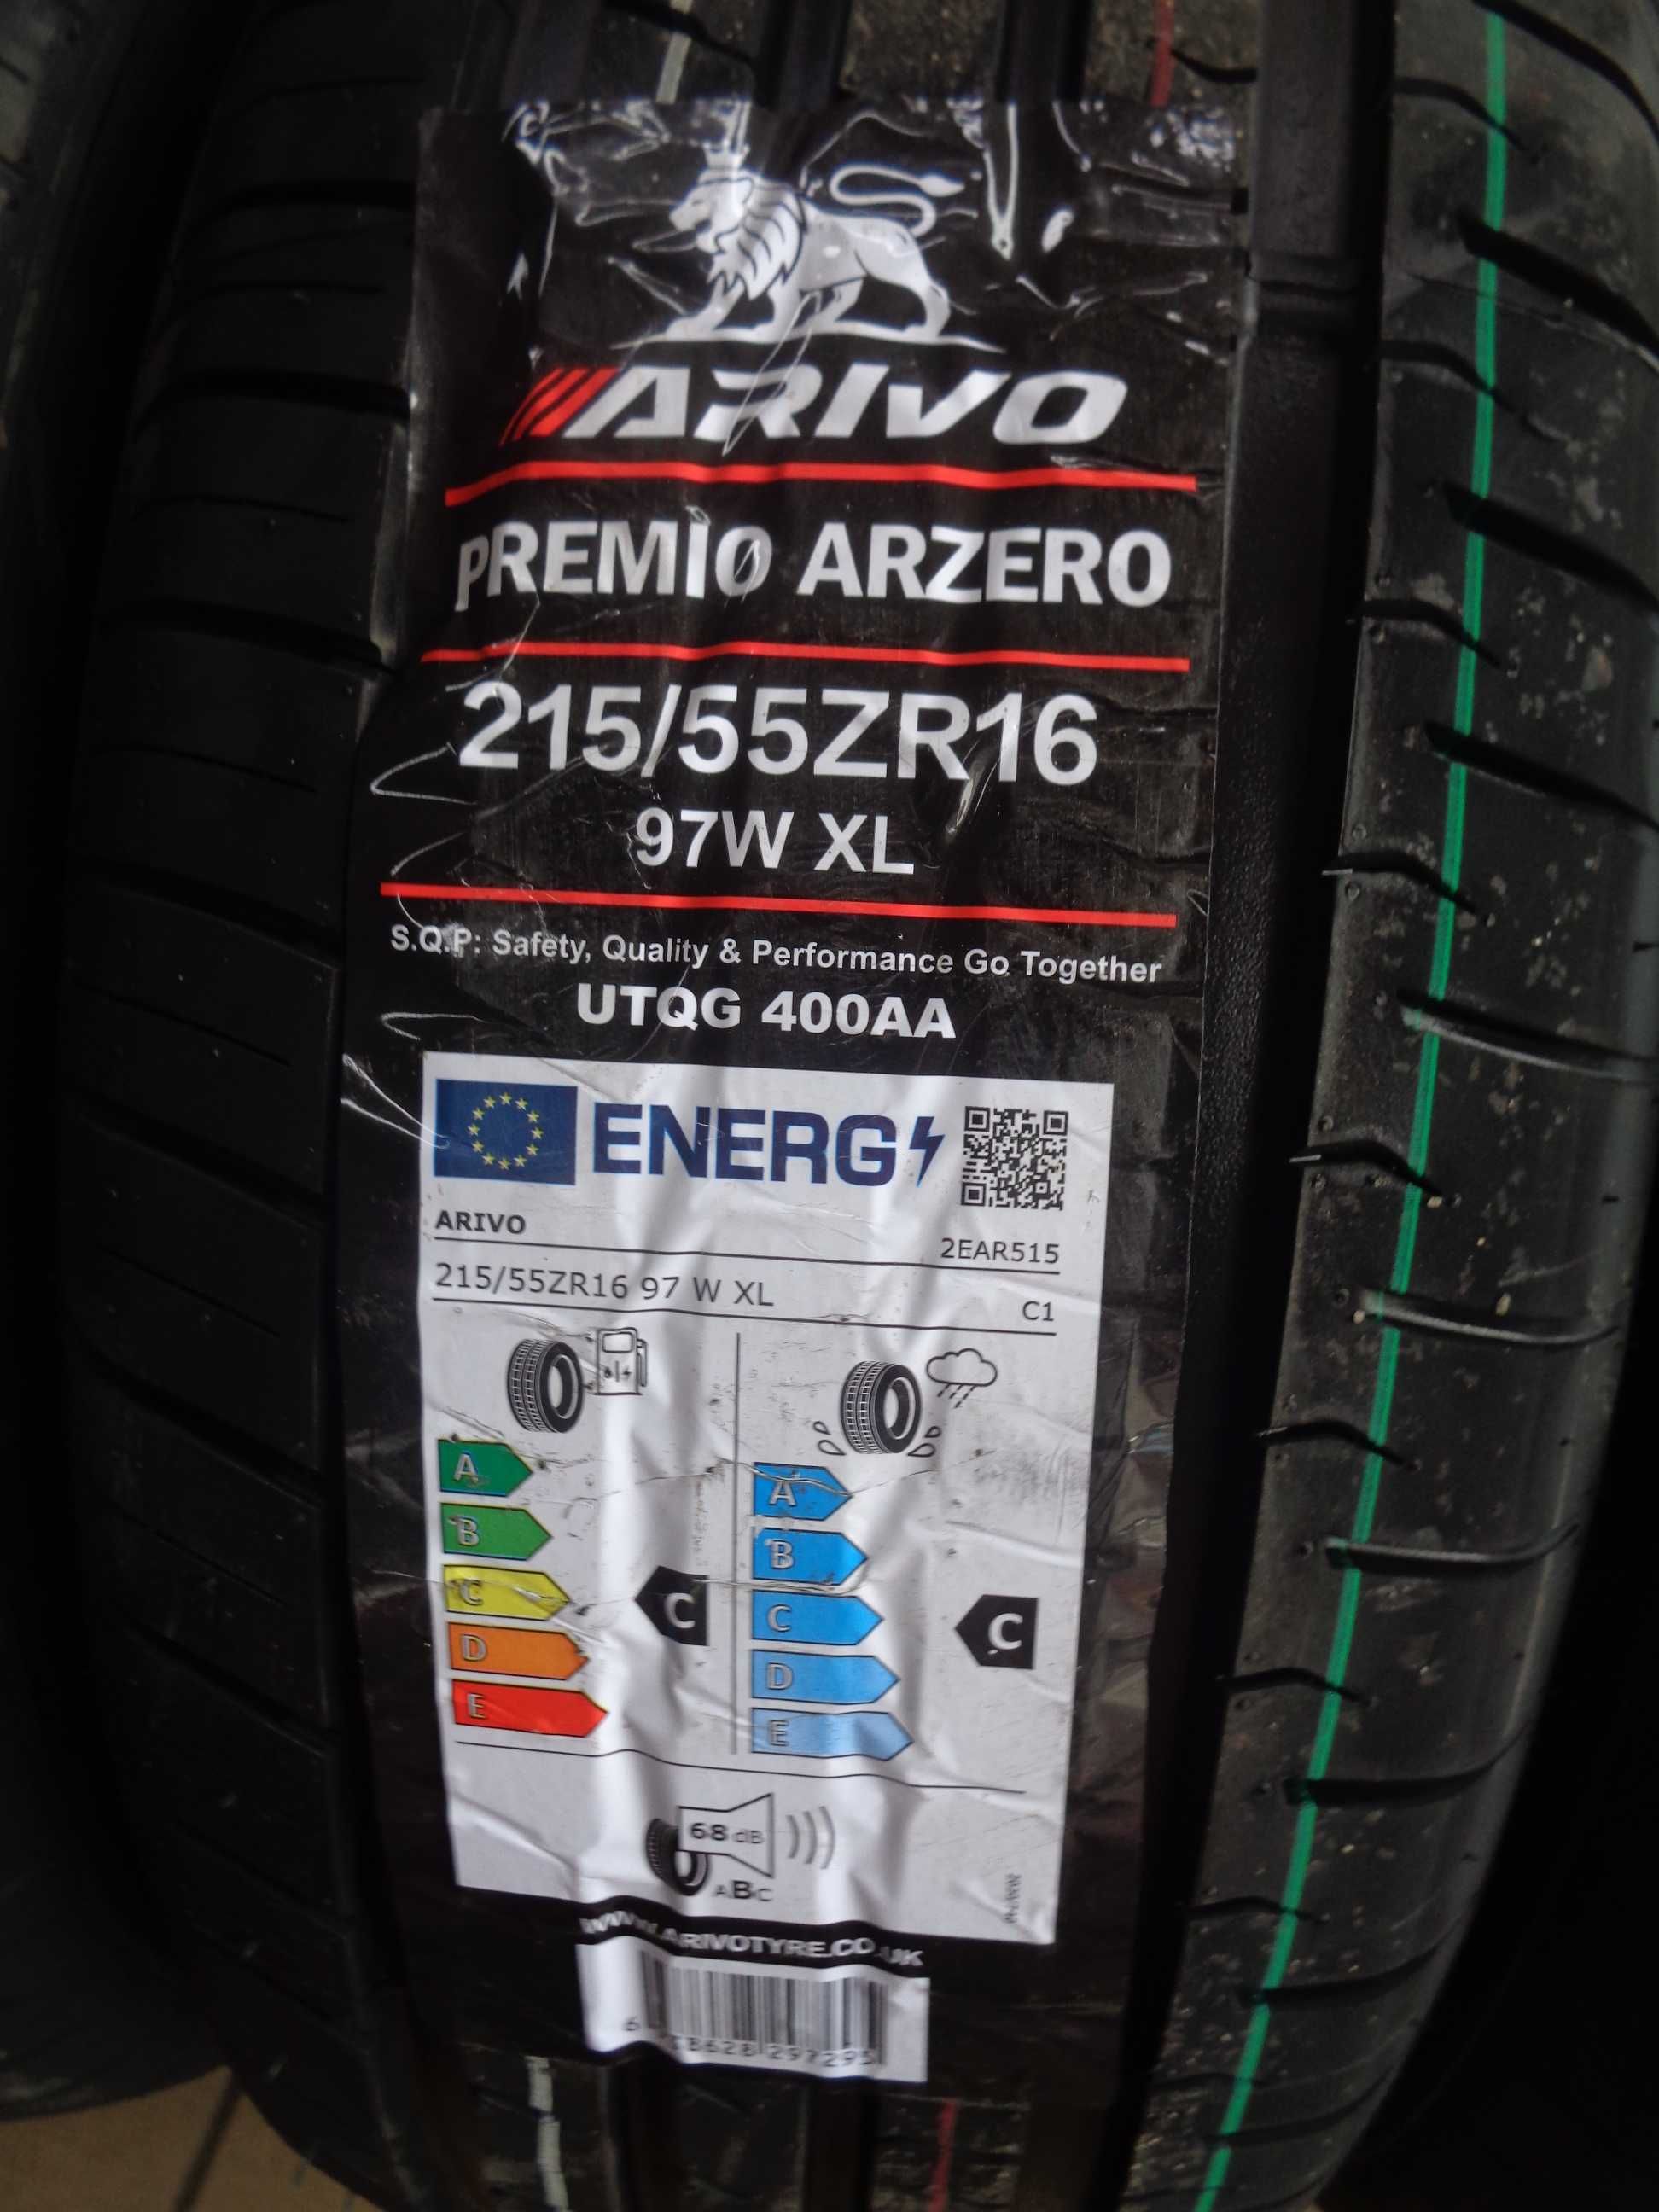 ARIVO
PREMIO ARZERO
215/55ZR16
97W XL
S.Q.P: Safety, Quality & Performance Go Together
UTQG 400AA
ENERG
ARIVO
2EAR515
215/55ZR16 97 W XL
C1
A
B
C
D
E
C
A
B
C
D
E
C
68 dB
ABC
WWW.ARIVOTYRE.CO.UK